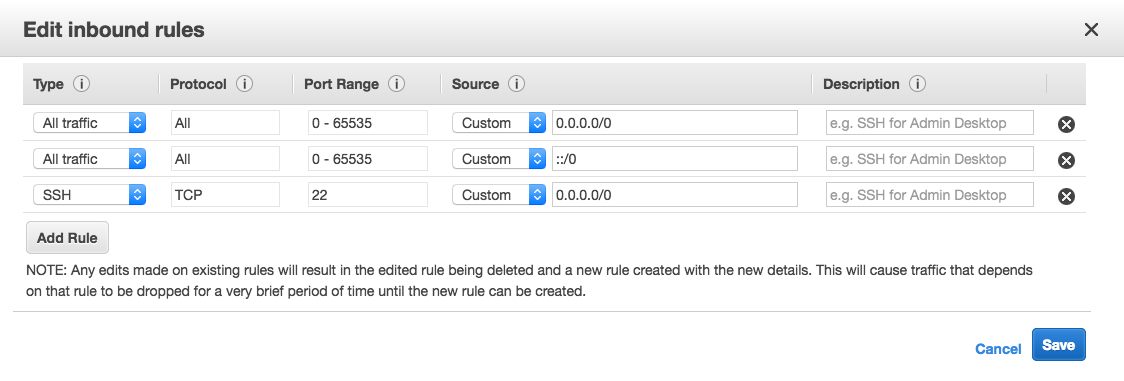 Edit inbound rules
Type Protocol Port Range Source Description
All traffic All 0 - 65535 Custom 0.0.0.0/0 e.g. SSH for Admin Desktop
All traffic All 0 - 65535 Custom ::/0 e.g. SSH for Admin Desktop
SSH TCP 22 Custom 0.0.0.0/0 e.g. SSH for Admin Desktop
Add Rule
NOTE: Any edits made on existing rules will result in the edited rule being deleted and a new rule created with the new details. This will cause traffic that depends
on that rule to be dropped for a very brief period of time until the new rule can be created.
Cancel Save